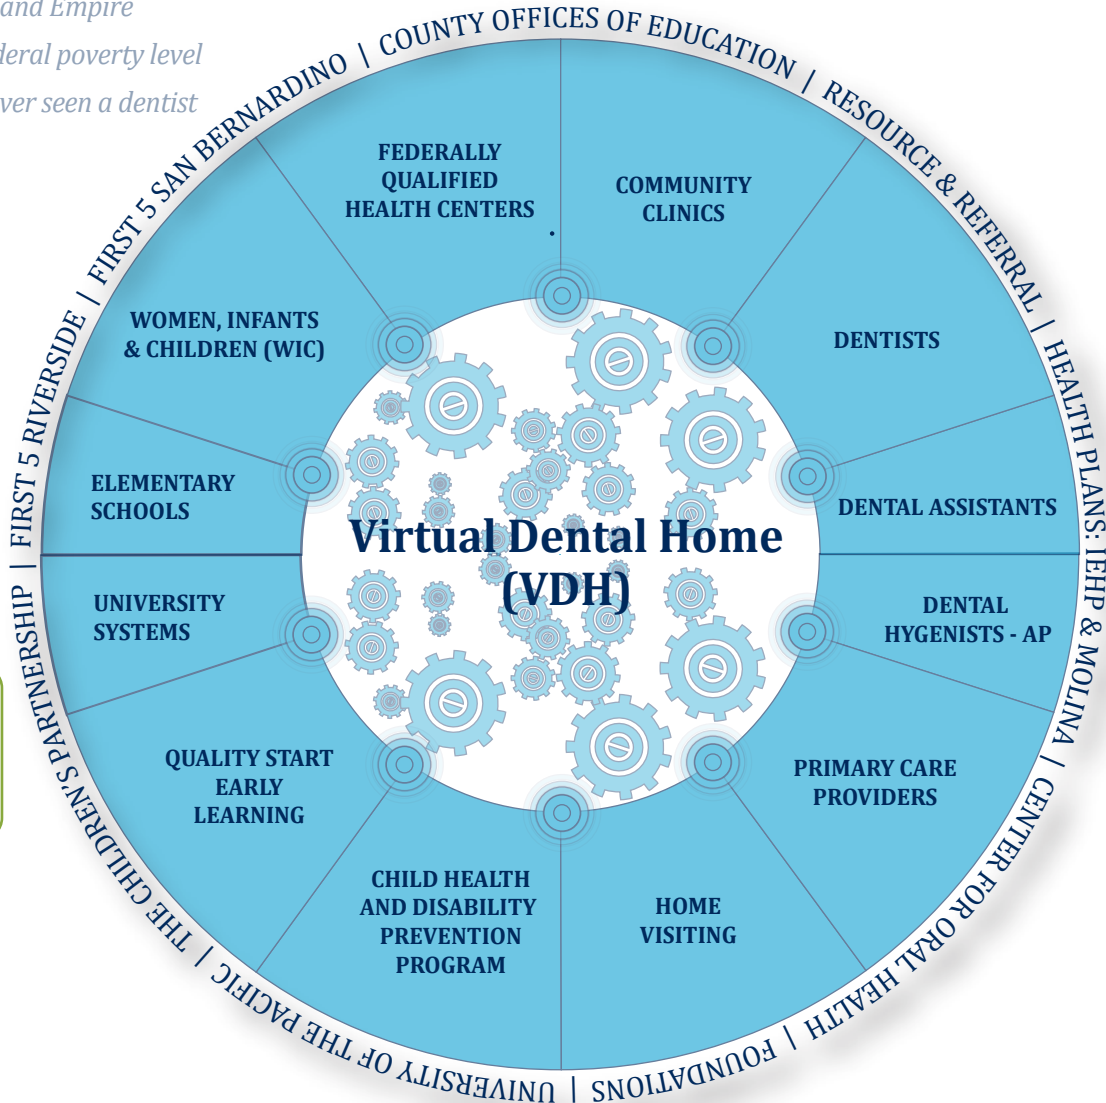 and Empire
deral poverty level
ver seen a dentist
FIRST 5 RIVERSIDE | FIRST 5 SAN BERNARDINO | COUNTY OFFICES OF EDUCATION | RESOURCE & REFERRAL | HEALTH PLANS: IEHP & MOLINA | CENTER FOR ORAL HEALTH | FOUNDATIONS | UNIVERSITY OF THE PACIFIC | THE CHILDREN'S PARTNERSHIP |
FEDERALLY
QUALIFIED
HEALTH CENTERS
COMMUNITY
CLINICS
DENTISTS
DENTAL ASSISTANTS
DENTAL
HYGENISTS - AP
PRIMARY CARE
PROVIDERS
HOME
VISITING
CHILD HEALTH
AND DISABILITY
PREVENTION
PROGRAM
QUALITY START
EARLY
LEARNING
UNIVERSITY
SYSTEMS
ELEMENTARY
SCHOOLS
WOMEN, INFANTS
& CHILDREN (WIC)
Virtual Dental Home
(VDH)